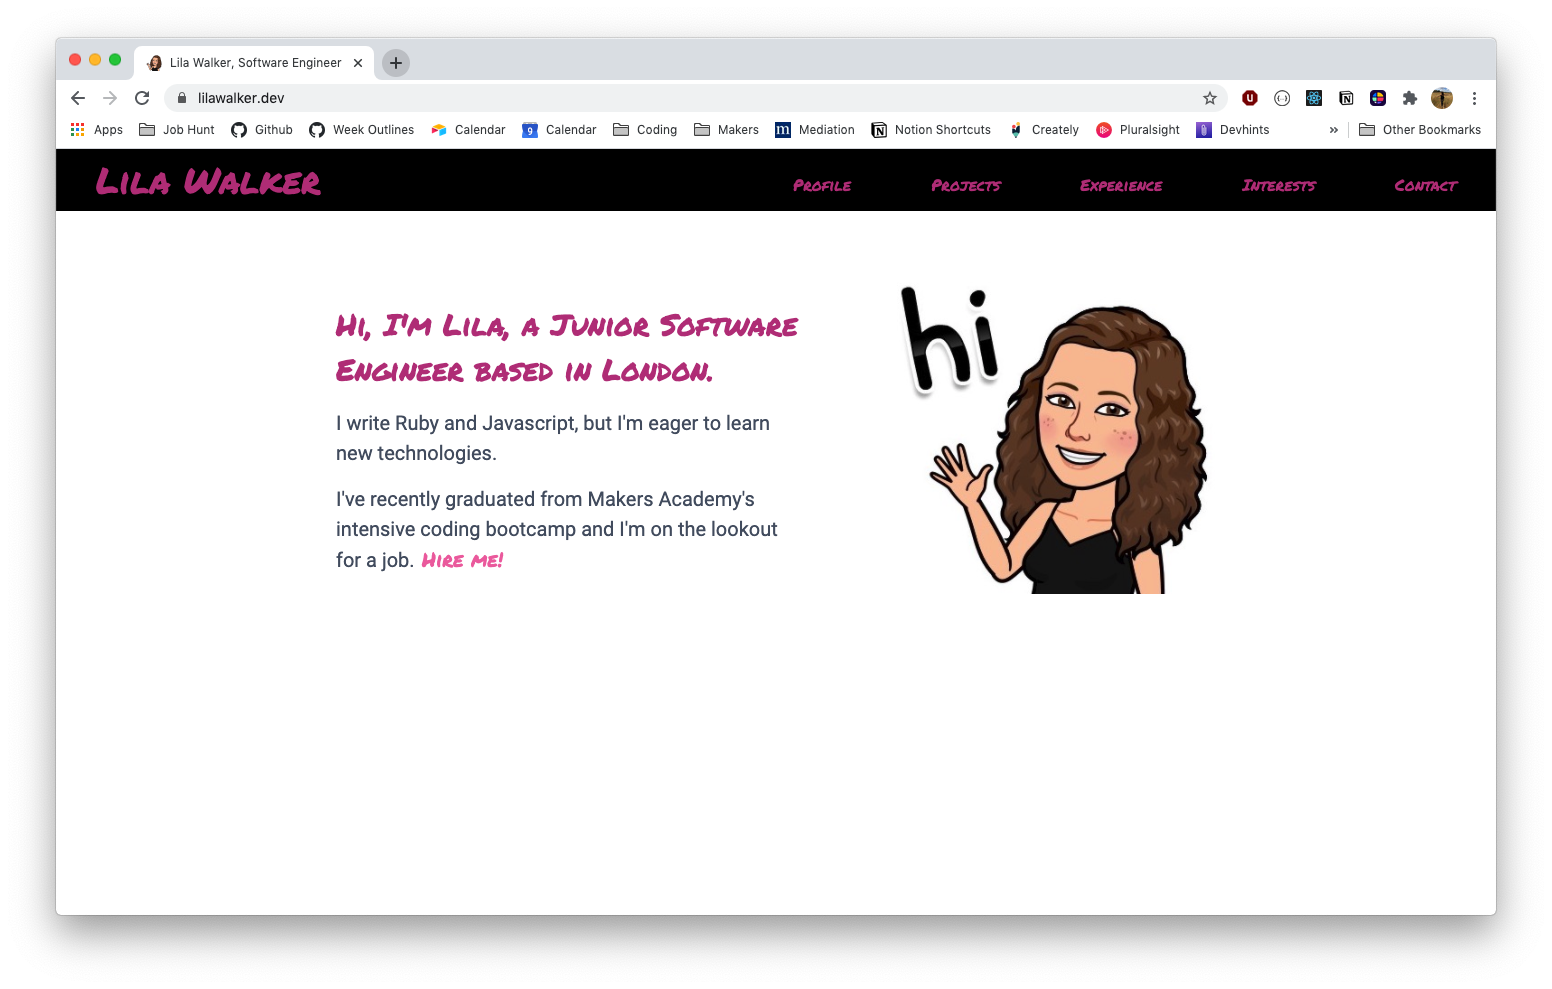 Lila Walker, Software Engineer
lilawalker.dev
Apps Job Hunt Github Week Outlines Calendar 9 Calendar Coding Makers m Mediation Notion Shortcuts Creately Pluralsight Devhints » Other Bookmarks
Lila Walker Profile Projects Experience Interests Contact
hi
Hi, I'm Lila, a Junior Software
Engineer based in London.
I write Ruby and Javascript, but I'm eager to learn
new technologies.
I've recently graduated from Makers Academy's
intensive coding bootcamp and I'm on the lookout
for a job. Hire me!